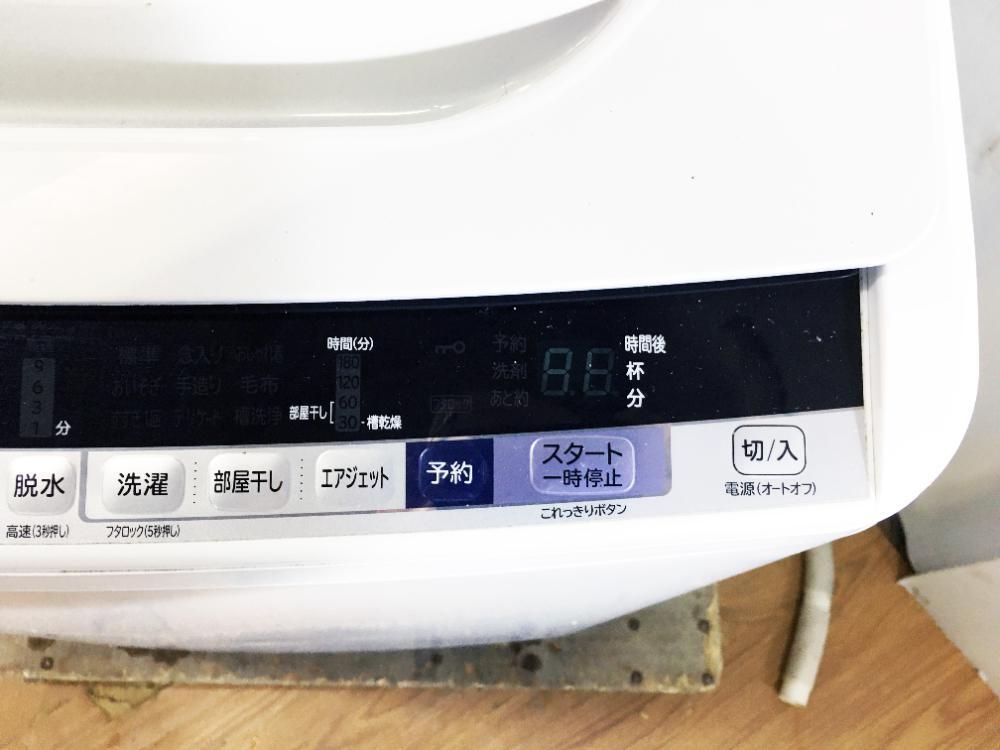 時間(分)
予約
時間後
洗剤
杯
あと約
分
9
6
3
1
分
標準
念入り
おいそぎ
手造り
毛布
デリケート
槽洗浄
180
120
60
30
部屋干し
槽乾燥
脱水
洗濯
部屋干し
エアジェット
予約
スタート
一時停止
切/入
高速(3秒押し)
フタロック(5秒押し)
これっきりボタン
電源(オートオフ)